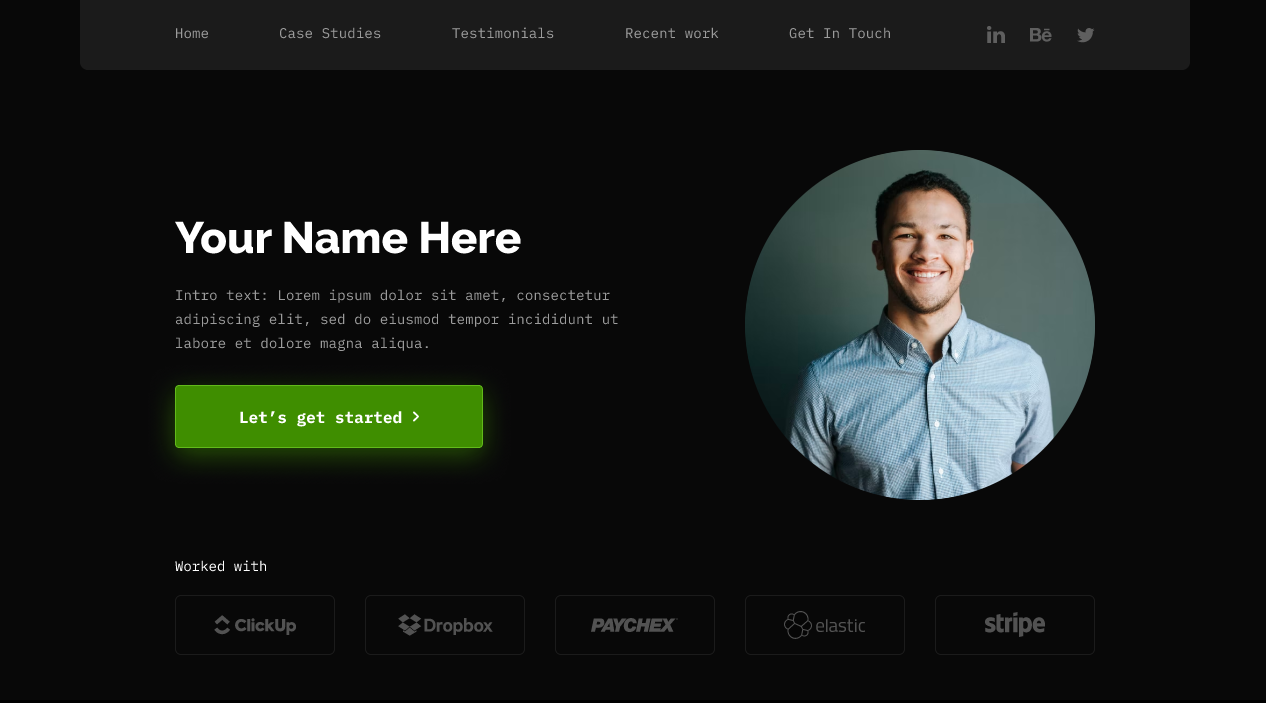 Home
Case Studies
Testimonials
Recent work
Get In Touch
in
Bē
Your Name Here
Intro text: Lorem ipsum dolor sit amet, consectetur
adipiscing elit, sed do eiusmod tempor incididunt ut
labore et dolore magna aliqua.
Let’s get started
Worked with
ClickUp
Dropbox
PAYCHEX
elastic
stripe